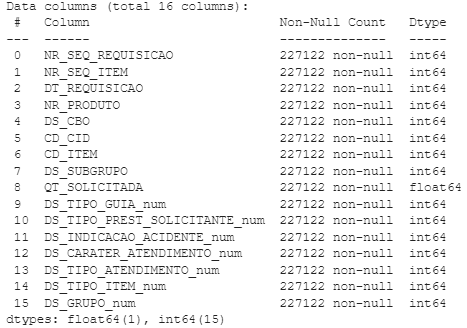 Data columns (total 16 columns):
 #   Column                         Non-Null Count   Dtype
---  ------                         --------------   -----
 0   NR_SEQ_REQUISICAO              227122 non-null  int64
 1   NR_SEQ_ITEM                    227122 non-null  int64
 2   DT_REQUISICAO                  227122 non-null  int64
 3   NR_PRODUTO                     227122 non-null  int64
 4   DS_CBO                         227122 non-null  int64
 5   CD_CID                         227122 non-null  int64
 6   CD_ITEM                        227122 non-null  int64
 7   DS_SUBGRUPO                    227122 non-null  int64
 8   QT_SOLICITADA                  227122 non-null  float64
 9   DS_TIPO_GUIA_num               227122 non-null  int64
 10  DS_TIPO_PREST_SOLICITANTE_num  227122 non-null  int64
 11  DS_INDICACAO_ACIDENTE_num      227122 non-null  int64
 12  DS_CARATER_ATENDIMENTO_num     227122 non-null  int64
 13  DS_TIPO_ATENDIMENTO_num        227122 non-null  int64
 14  DS_TIPO_ITEM_num               227122 non-null  int64
 15  DS_GRUPO_num                   227122 non-null  int64
dtypes: float64(1), int64(15)